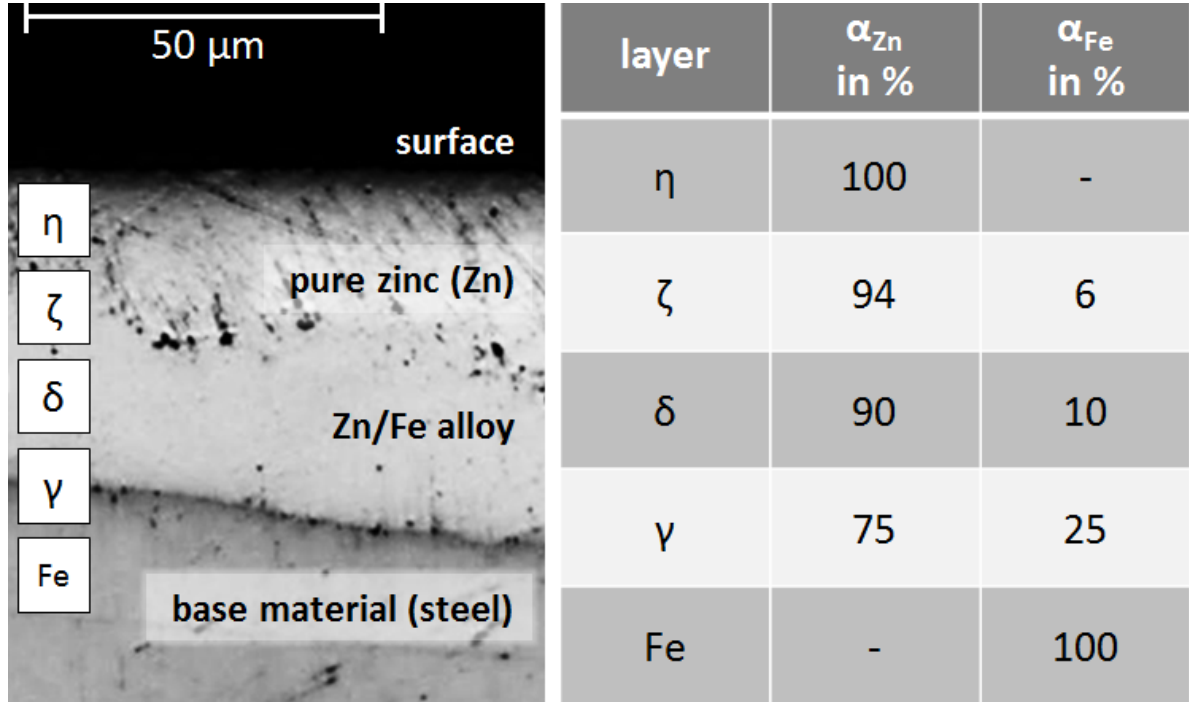 50 µm
surface
η
pure zinc (Zn)
ζ
δ
Zn/Fe alloy
γ
Fe
base material (steel)
layer αZn in % αFe in %
η 100 -
ζ 94 6
δ 90 10
γ 75 25
Fe - 100